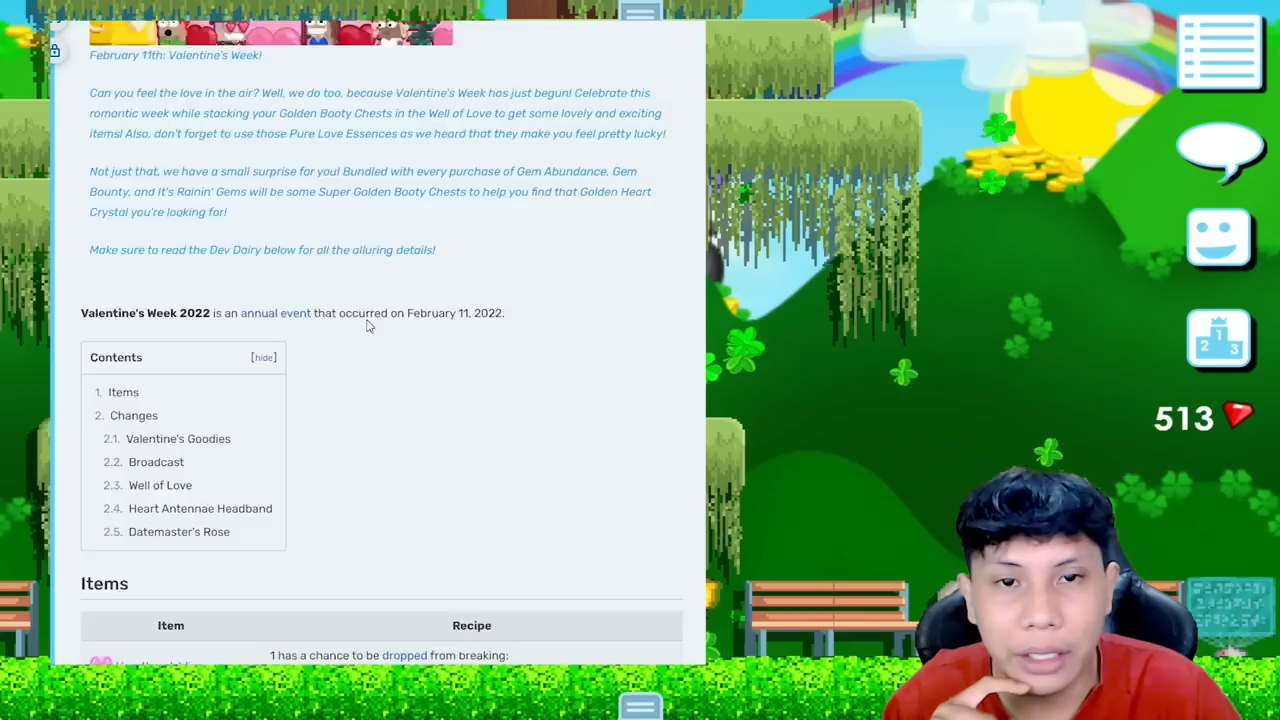 February 11th: Valentine's Week!
Can you feel the love in the air? Well, we do too, because Valentine's Week has just begun! Celebrate this
romantic week while stacking your Golden Booty Chests in the Well of Love to get some lovely and exciting
items! Also, don't forget to use those Pure Love Essences as we heard that they make you feel pretty lucky!
Not just that, we have a small surprise for you! Bundled with every purchase of Gem Abundance, Gem
Bounty, and It's Rainin' Gems will be some Super Golden Booty Chests to help you find that Golden Heart
Crystal you're looking for!
Make sure to read the Dev Dairy below for all the alluring details!
Valentine's Week 2022 is an annual event that occurred on February 11, 2022.
Contents [hide]
1. Items
2. Changes
2.1. Valentine's Goodies
2.2. Broadcast
2.3. Well of Love
2.4. Heart Antennae Headband
2.5. Datemaster's Rose
Items
Item Recipe
1 has a chance to be dropped from breaking:
1
2 3
513